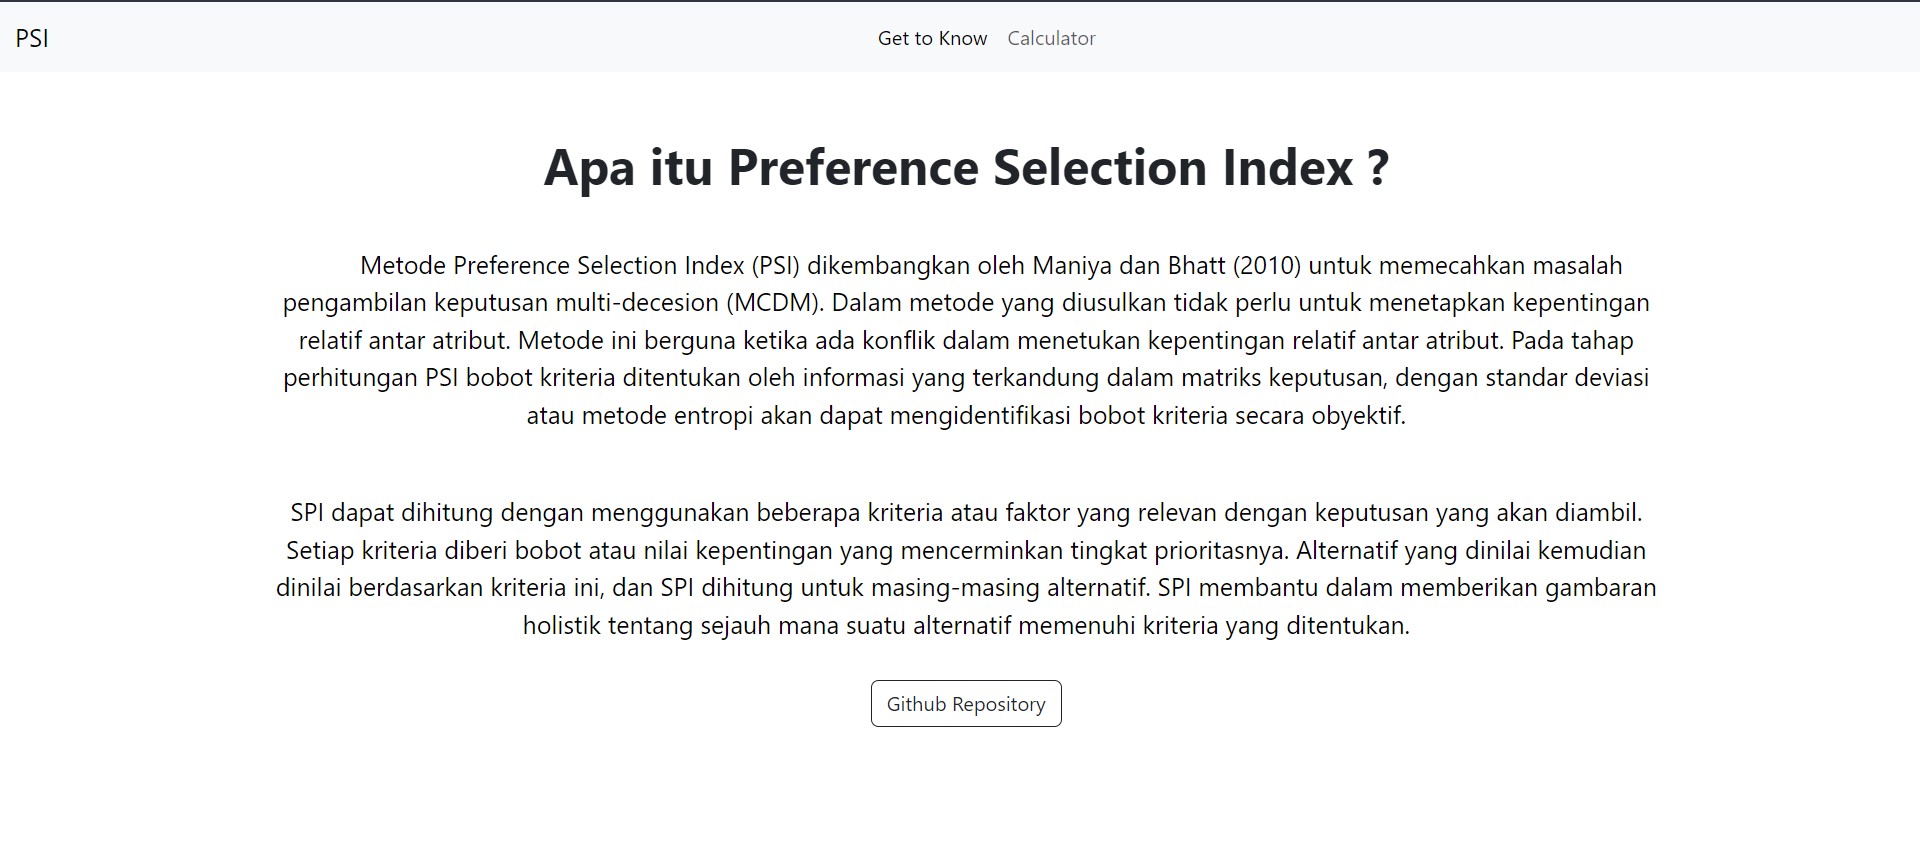 PSI
Get to Know
Calculator
Apa itu Preference Selection Index ?
Metode Preference Selection Index (PSI) dikembangkan oleh Maniya dan Bhatt (2010) untuk memecahkan masalah
pengambilan keputusan multi-decesion (MCDM). Dalam metode yang diusulkan tidak perlu untuk menetapkan kepentingan
relatif antar atribut. Metode ini berguna ketika ada konflik dalam menetukan kepentingan relatif antar atribut. Pada tahap
perhitungan PSI bobot kriteria ditentukan oleh informasi yang terkandung dalam matriks keputusan, dengan standar deviasi
atau metode entropi akan dapat mengidentifikasi bobot kriteria secara obyektif.
SPI dapat dihitung dengan menggunakan beberapa kriteria atau faktor yang relevan dengan keputusan yang akan diambil.
Setiap kriteria diberi bobot atau nilai kepentingan yang mencerminkan tingkat prioritasnya. Alternatif yang dinilai kemudian
dinilai berdasarkan kriteria ini, dan SPI dihitung untuk masing-masing alternatif. SPI membantu dalam memberikan gambaran
holistik tentang sejauh mana suatu alternatif memenuhi kriteria yang ditentukan.
Github Repository